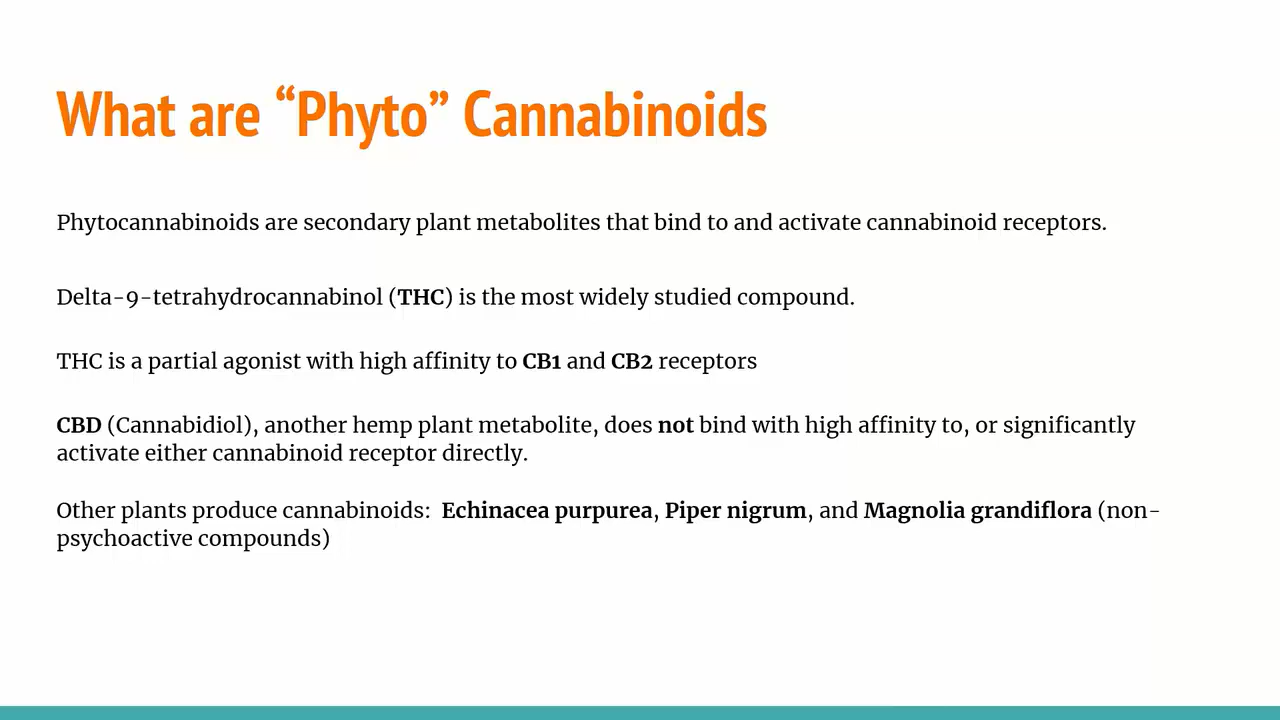 What are “Phyto” Cannabinoids
Phytocannabinoids are secondary plant metabolites that bind to and activate cannabinoid receptors.
Delta-9-tetrahydrocannabinol (THC) is the most widely studied compound.
THC is a partial agonist with high affinity to CB1 and CB2 receptors
CBD (Cannabidiol), another hemp plant metabolite, does not bind with high affinity to, or significantly
activate either cannabinoid receptor directly.
Other plants produce cannabinoids:  Echinacea purpurea, Piper nigrum, and Magnolia grandiflora (non-
psychoactive compounds)